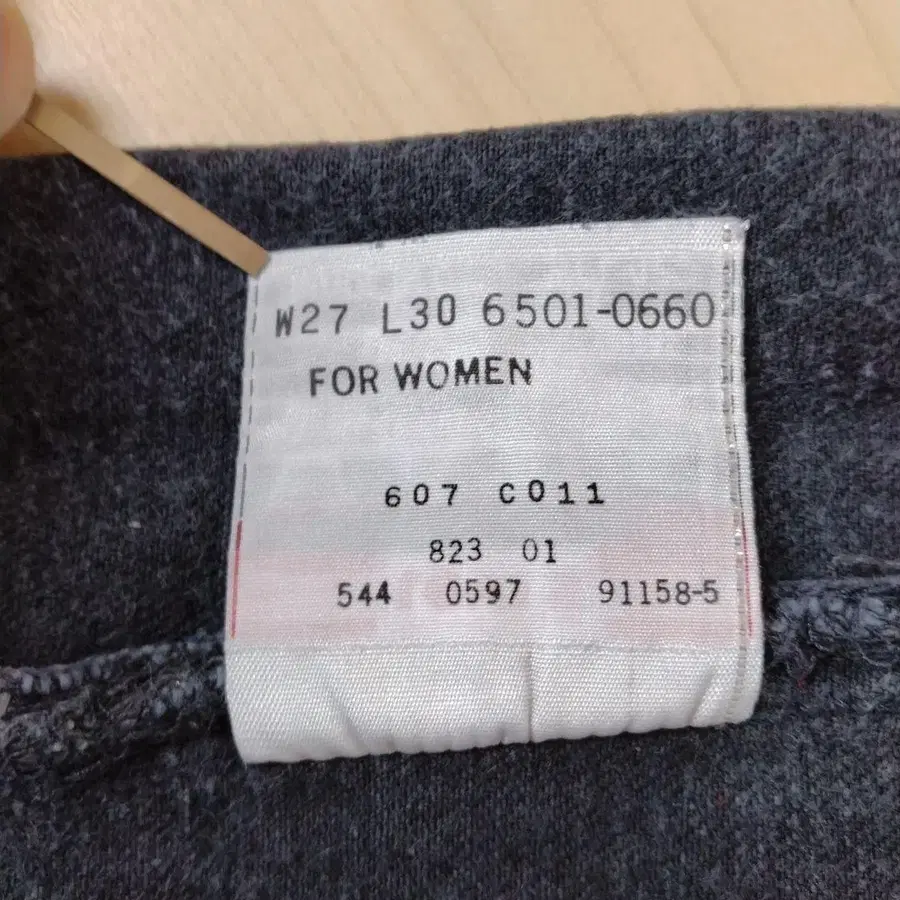 W27 L30 6501-0660
FOR WOMEN
607 C011
823 01
544 0597 91158-5